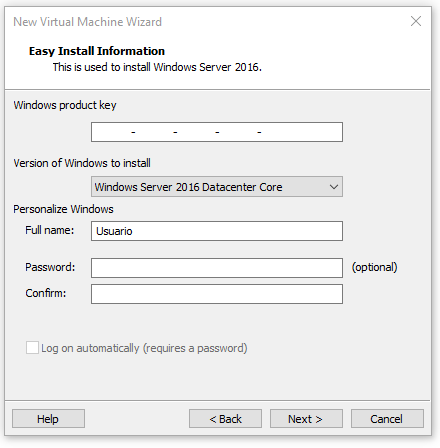 New Virtual Machine Wizard
Easy Install Information
This is used to install Windows Server 2016.
Windows product key
- - - -
Version of Windows to install
Windows Server 2016 Datacenter Core
Personalize Windows
Full name: Usuario
Password: (optional)
Confirm:
Log on automatically (requires a password)
Help < Back Next > Cancel